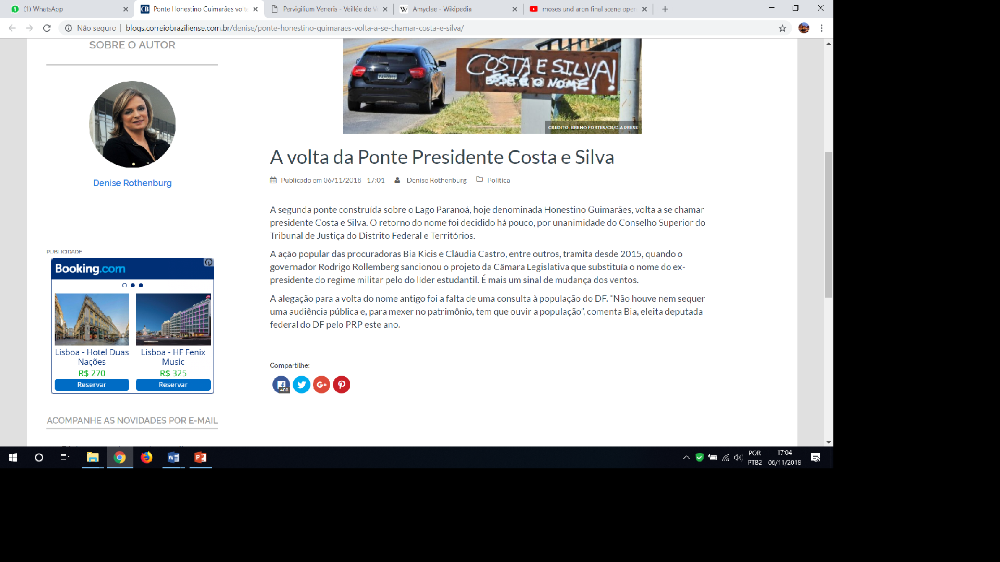 (1) WhatsApp
Ponte Honestino Guimarães volta
Pervigilium Veneris - Veillée de V
Amyclae - Wikipedia
moses und aron final scene oper
Não seguro
blogs.correiobraziliense.com.br/denise/ponte-honestino-guimaraes-volta-a-se-chamar-costa-e-silva/
SOBRE O AUTOR
Denise Rothenburg
PUBLICIDADE
Booking.com
Lisboa - Hotel Duas
Nações
R$ 270
Reservar
Lisboa - HF Fenix
Music
R$ 325
Reservar
ACOMPANHE AS NOVIDADES POR E-MAIL
COSTA E SILVA!
ESSE É O NOME!
CREDITO: BRENO FORTES/CB/D.A PRESS
A volta da Ponte Presidente Costa e Silva
Publicado em 06/11/2018 - 17:01 Denise Rothenburg Política
A segunda ponte construída sobre o Lago Paranoá, hoje denominada Honestino Guimarães, volta a se chamar
presidente Costa e Silva. O retorno do nome foi decidido há pouco, por unanimidade do Conselho Superior do
Tribunal de Justiça do Distrito Federal e Territórios.
A ação popular das procuradoras Bia Kicis e Cláudia Castro, entre outros, tramita desde 2015, quando o
governador Rodrigo Rollemberg sancionou o projeto da Câmara Legislativa que substituía o nome do ex-
presidente do regime militar pelo do líder estudantil. É mais um sinal de mudança dos ventos.
A alegação para a volta do nome antigo foi a falta de uma consulta à população do DF. “Não houve nem sequer
uma audiência pública e, para mexer no patrimônio, tem que ouvir a população”, comenta Bia, eleita deputada
federal do DF pelo PRP este ano.
Compartilhe:
408
POR
PTB2
17:04
06/11/2018